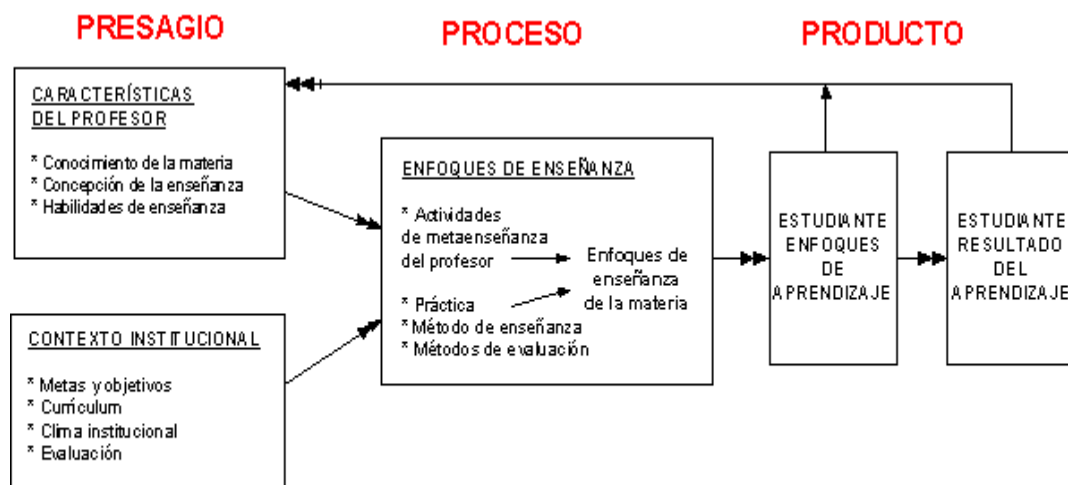 PRESAGIO
PROCESO
PRODUCTO
CARACTERÍSTICAS
DEL PROFESOR
* Conocimiento de la materia
* Concepción de la enseñanza
* Habilidades de enseñanza
CONTEXTO INSTITUCIONAL
* Metas y objetivos
* Currículum
* Clima institucional
* Evaluación
ENFOQUES DE ENSEÑANZA
* Actividades
de metaenseñanza
del profesor
Enfoques de
enseñanza
de la materia
* Práctica
* Método de enseñanza
* Métodos de evaluación
ESTUDIANTE
ENFOQUES
DE
APRENDIZAJE
ESTUDIANTE
RESULTADO
DEL
APRENDIZAJE